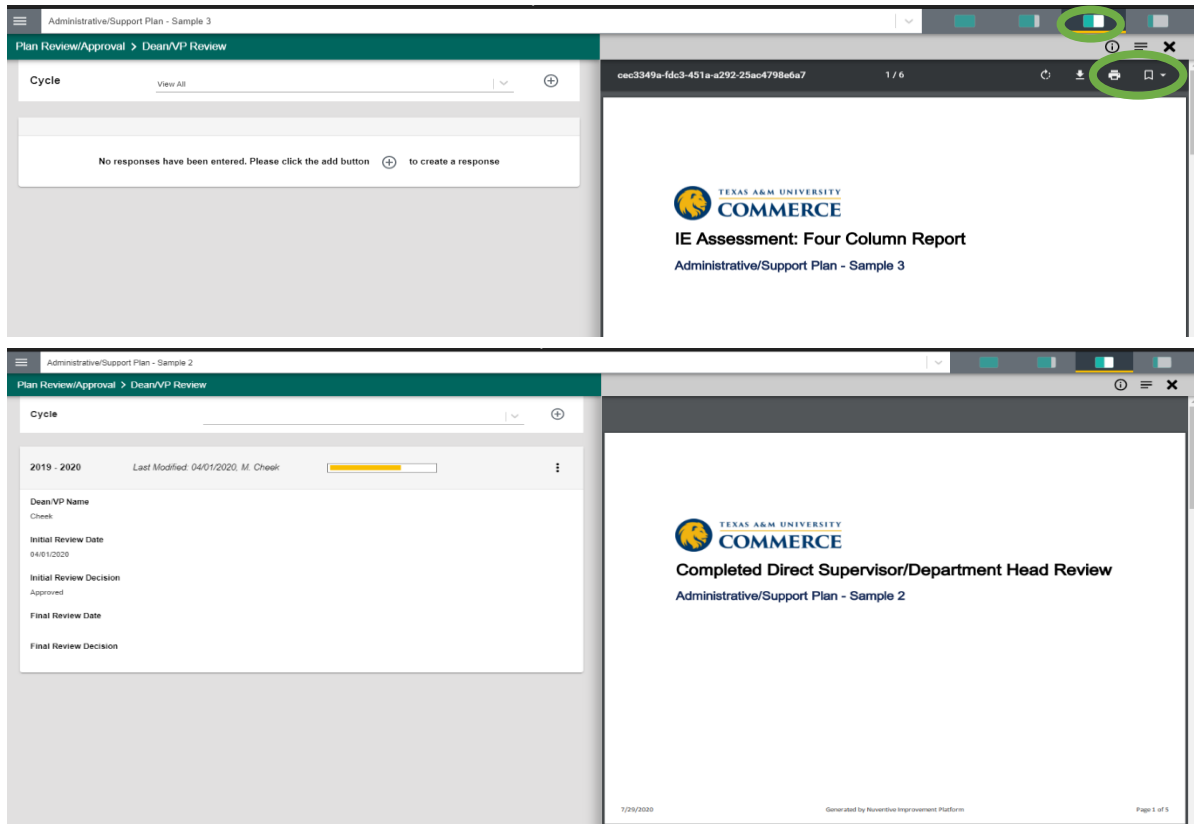 Administrative/Support Plan - Sample 3
Plan Review/Approval > Dean/VP Review
Cycle
View All
No responses have been entered. Please click the add button to create a response
cec3349a-fdc3-451a-a292-25ac4798e6a7
1 / 6
TEXAS A&M UNIVERSITY
COMMERCE
IE Assessment: Four Column Report
Administrative/Support Plan - Sample 3
Administrative/Support Plan - Sample 2
Plan Review/Approval > Dean/VP Review
Cycle
2019 - 2020 Last Modified: 04/01/2020, M. Cheek
Dean/VP Name
Cheek
Initial Review Date
04/01/2020
Initial Review Decision
Approved
Final Review Date
Final Review Decision
TEXAS A&M UNIVERSITY
COMMERCE
Completed Direct Supervisor/Department Head Review
Administrative/Support Plan - Sample 2
7/29/2020 Generated by Nuventive Improvement Platform Page 1 of 5